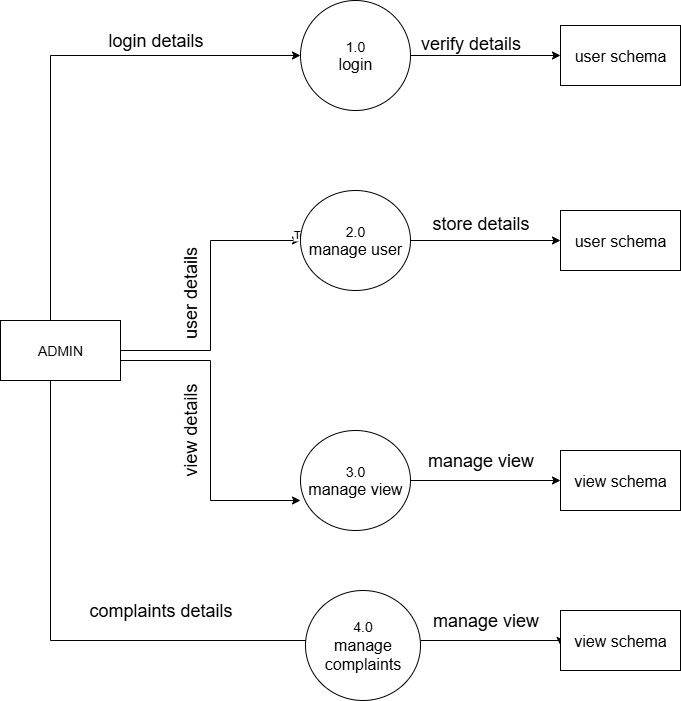 login details
1.0
login
verify details
user schema
user details
T
2.0
manage user
store details
user schema
ADMIN
view details
3.0
manage view
manage view
view schema
complaints details
4.0
manage
complaints
manage view
view schema